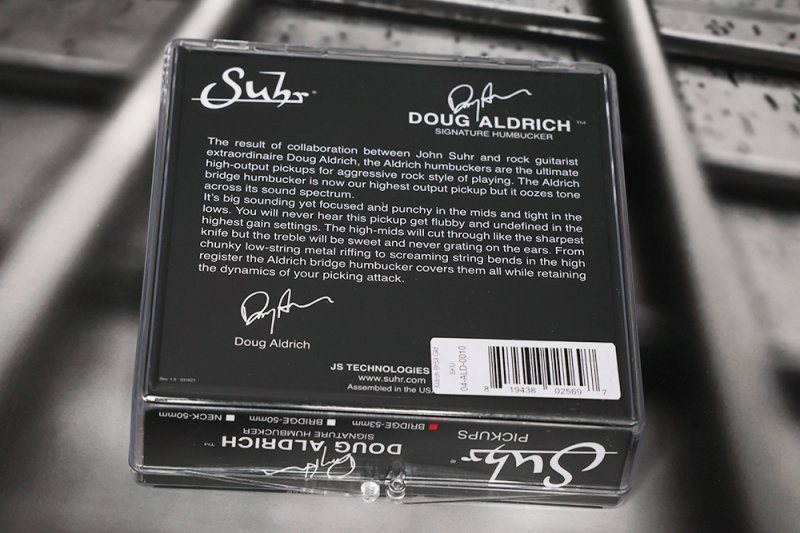 Suhr®
DOUG ALDRICH™
SIGNATURE HUMBUCKER
The result of collaboration between John Suhr and rock guitarist
extraordinaire Doug Aldrich, the Aldrich humbuckers are the ultimate
high-output pickups for aggressive rock style of playing. The Aldrich
bridge humbucker is now our highest output pickup but it oozes tone
across its sound spectrum.
It's big sounding yet focused and punchy in the mids and tight in the
lows. You will never hear this pickup get flubby and undefined in the
highest gain settings. The high-mids will cut through like the sharpest
knife but the treble will be sweet and never grating on the ears. From
chunky low-string metal riffing to screaming string bends in the high
register the Aldrich bridge humbucker covers them all while retaining
the dynamics of your picking attack.
Doug Aldrich
JS TECHNOLOGIES
www.suhr.com
Assembled in the USA
Aldrich Br53 Gld
SKU
04-ALD-0010
8 19438 02569 7
NECK-50mm BRIDGE-50mm BRIDGE-53mm
Suhr®
PICKUPS
DOUG ALDRICH™
SIGNATURE HUMBUCKER